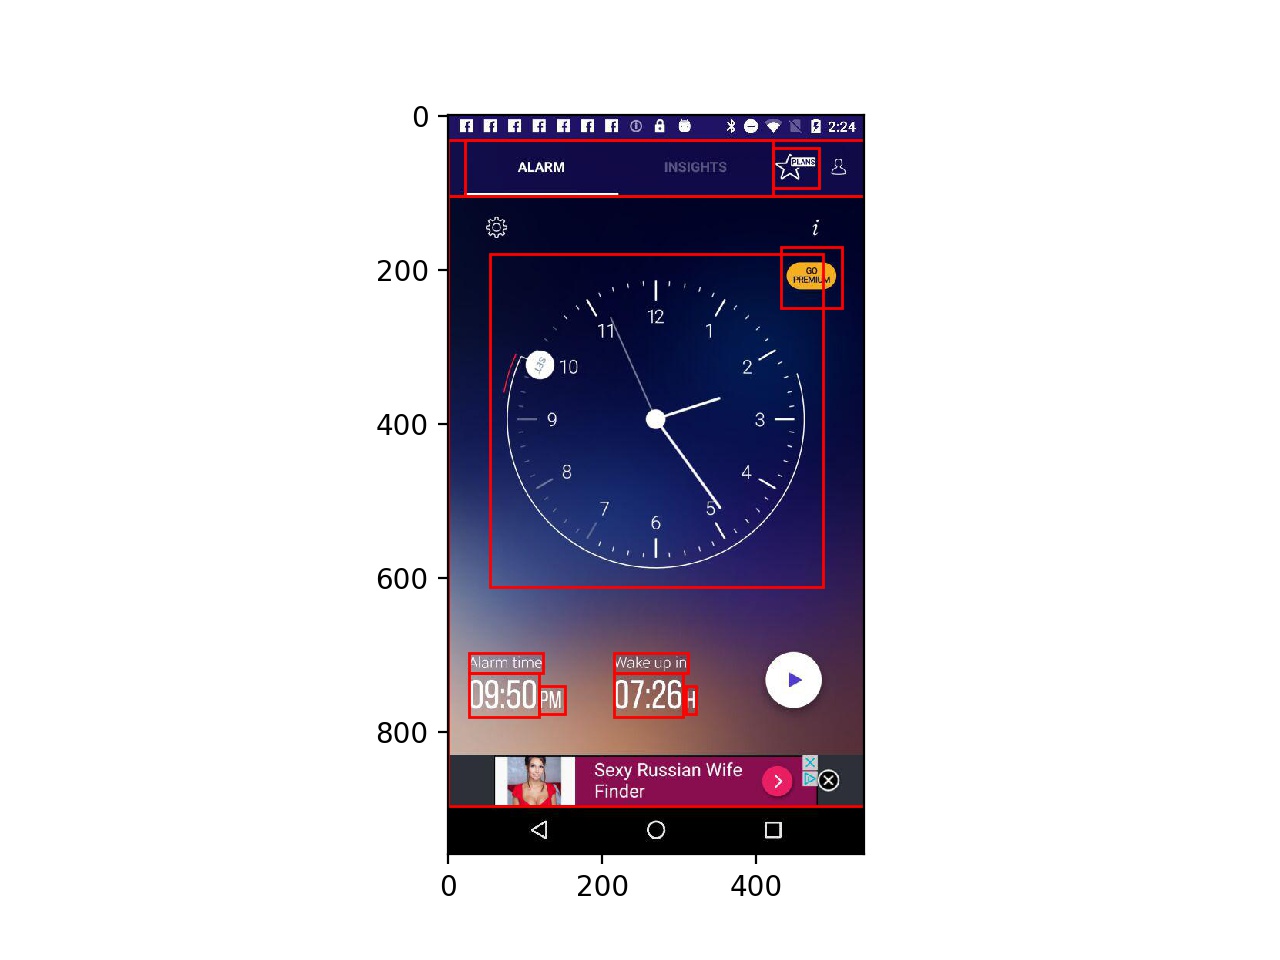 0
2:24
ALARM
INSIGHTS
PLANS
i
200
GO
PREMIUM
12
11
1
SET
10
2
400
9
3
8
4
7
5
6
600
Alarm time
Wake up in
09:50 PM
07:26 H
800
Sexy Russian Wife
Finder
0
200
400